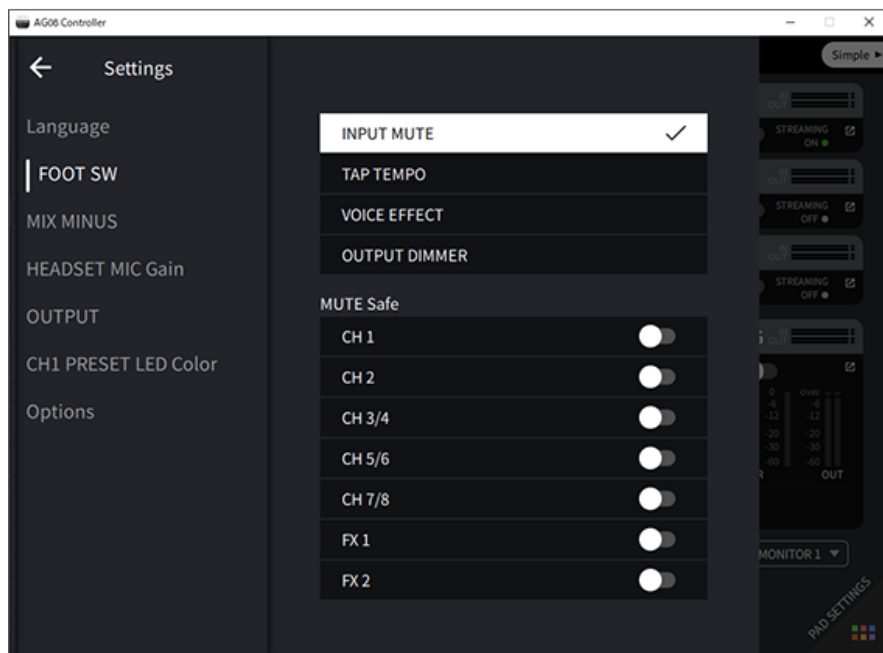 AG08 Controller
Settings
Simple
Language
FOOT SW
MIX MINUS
HEADSET MIC Gain
OUTPUT
CH1 PRESET LED Color
Options
INPUT MUTE
TAP TEMPO
VOICE EFFECT
OUTPUT DIMMER
MUTE Safe
CH 1
CH 2
CH 3/4
CH 5/6
CH 7/8
FX 1
FX 2
IN
OUT
STREAMING
ON
OUT
STREAMING
OFF
OUT
STREAMING
OFF
OUT
0 over
-6 -6
-12 -12
-20 -20
-30 -30
-60 -60
OUT
MONITOR 1
PAD SETTINGS